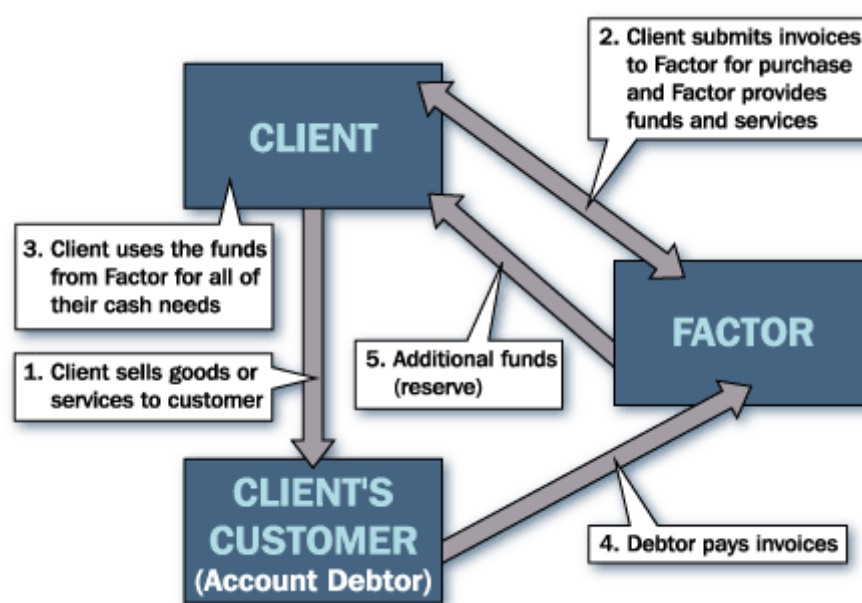 2. Client submits invoices
to Factor for purchase
and Factor provides
funds and services
CLIENT
3. Client uses the funds
from Factor for all of
their cash needs
FACTOR
1. Client sells goods or
services to customer
5. Additional funds
(reserve)
CLIENT'S
CUSTOMER
(Account Debtor)
4. Debtor pays invoices